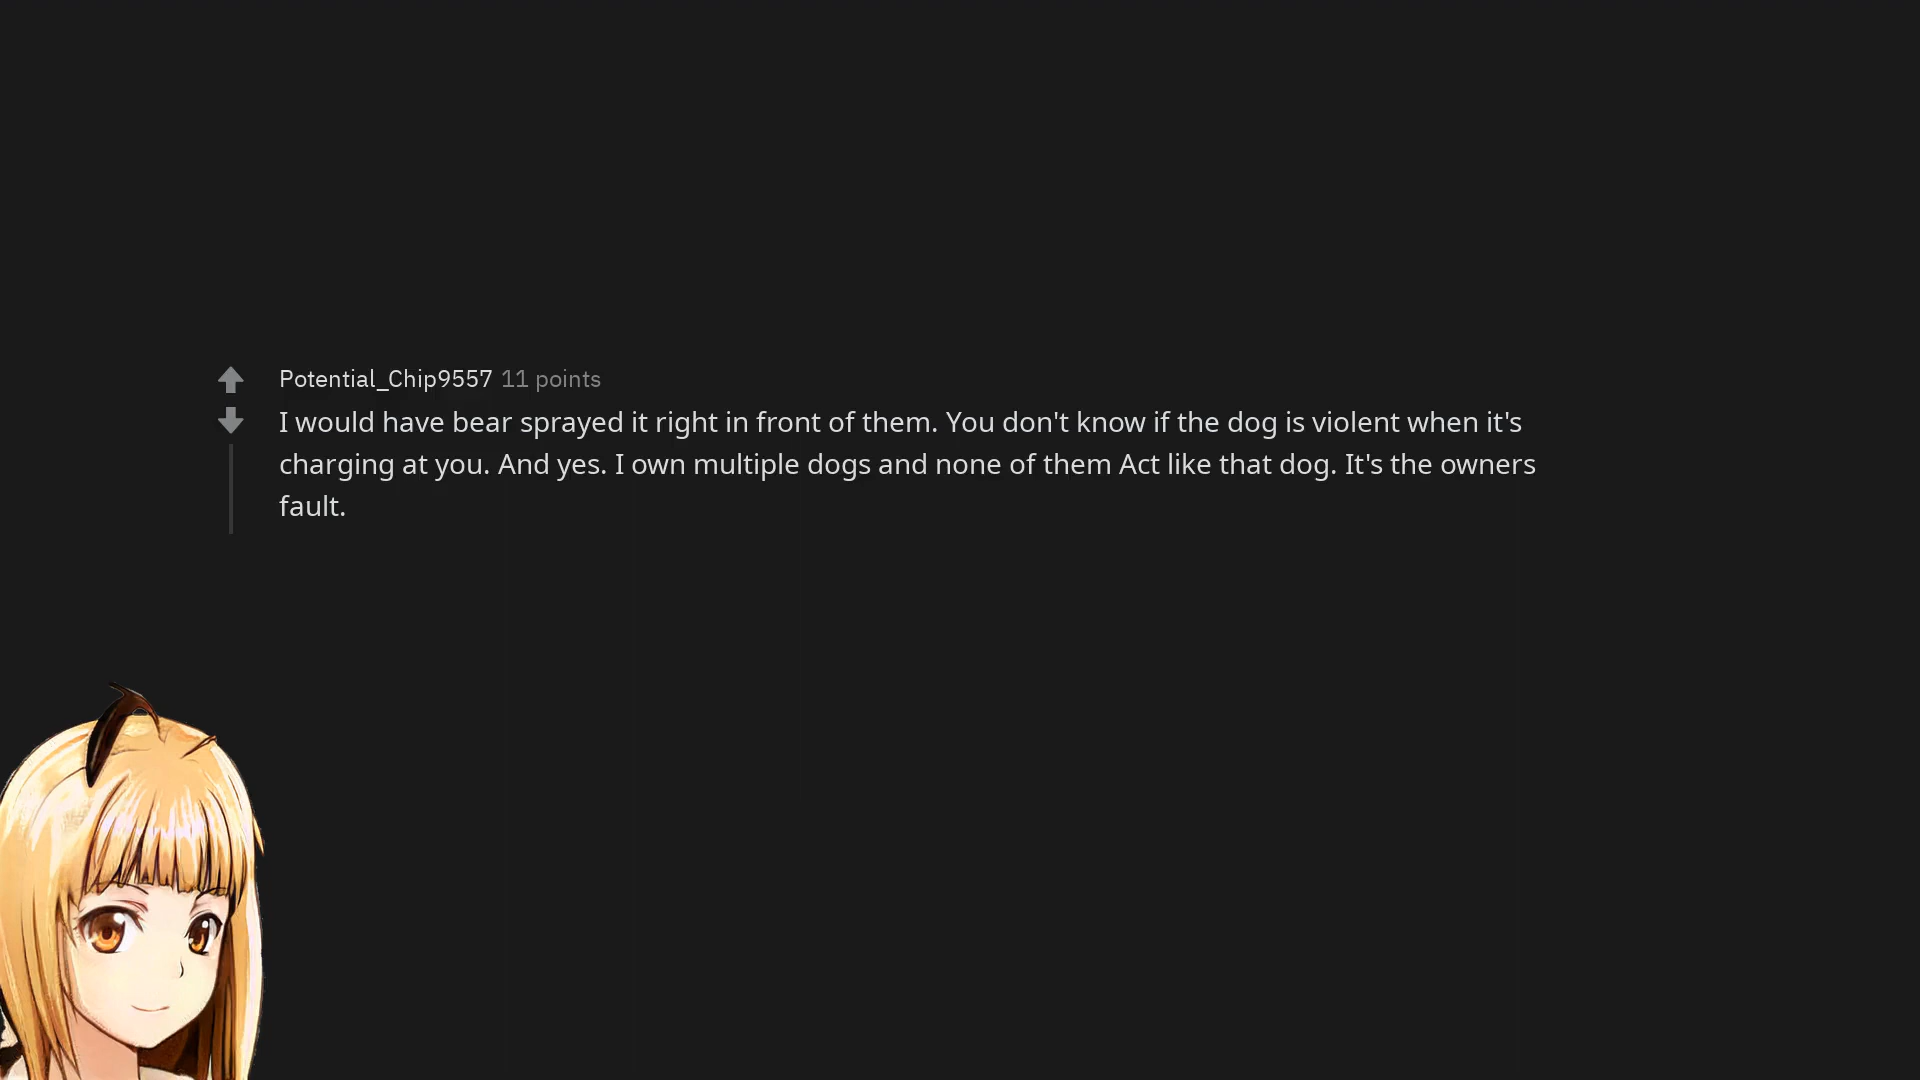 Potential_Chip9557 11 points
I would have bear sprayed it right in front of them. You don't know if the dog is violent when it's
charging at you. And yes. I own multiple dogs and none of them Act like that dog. It's the owners
fault.